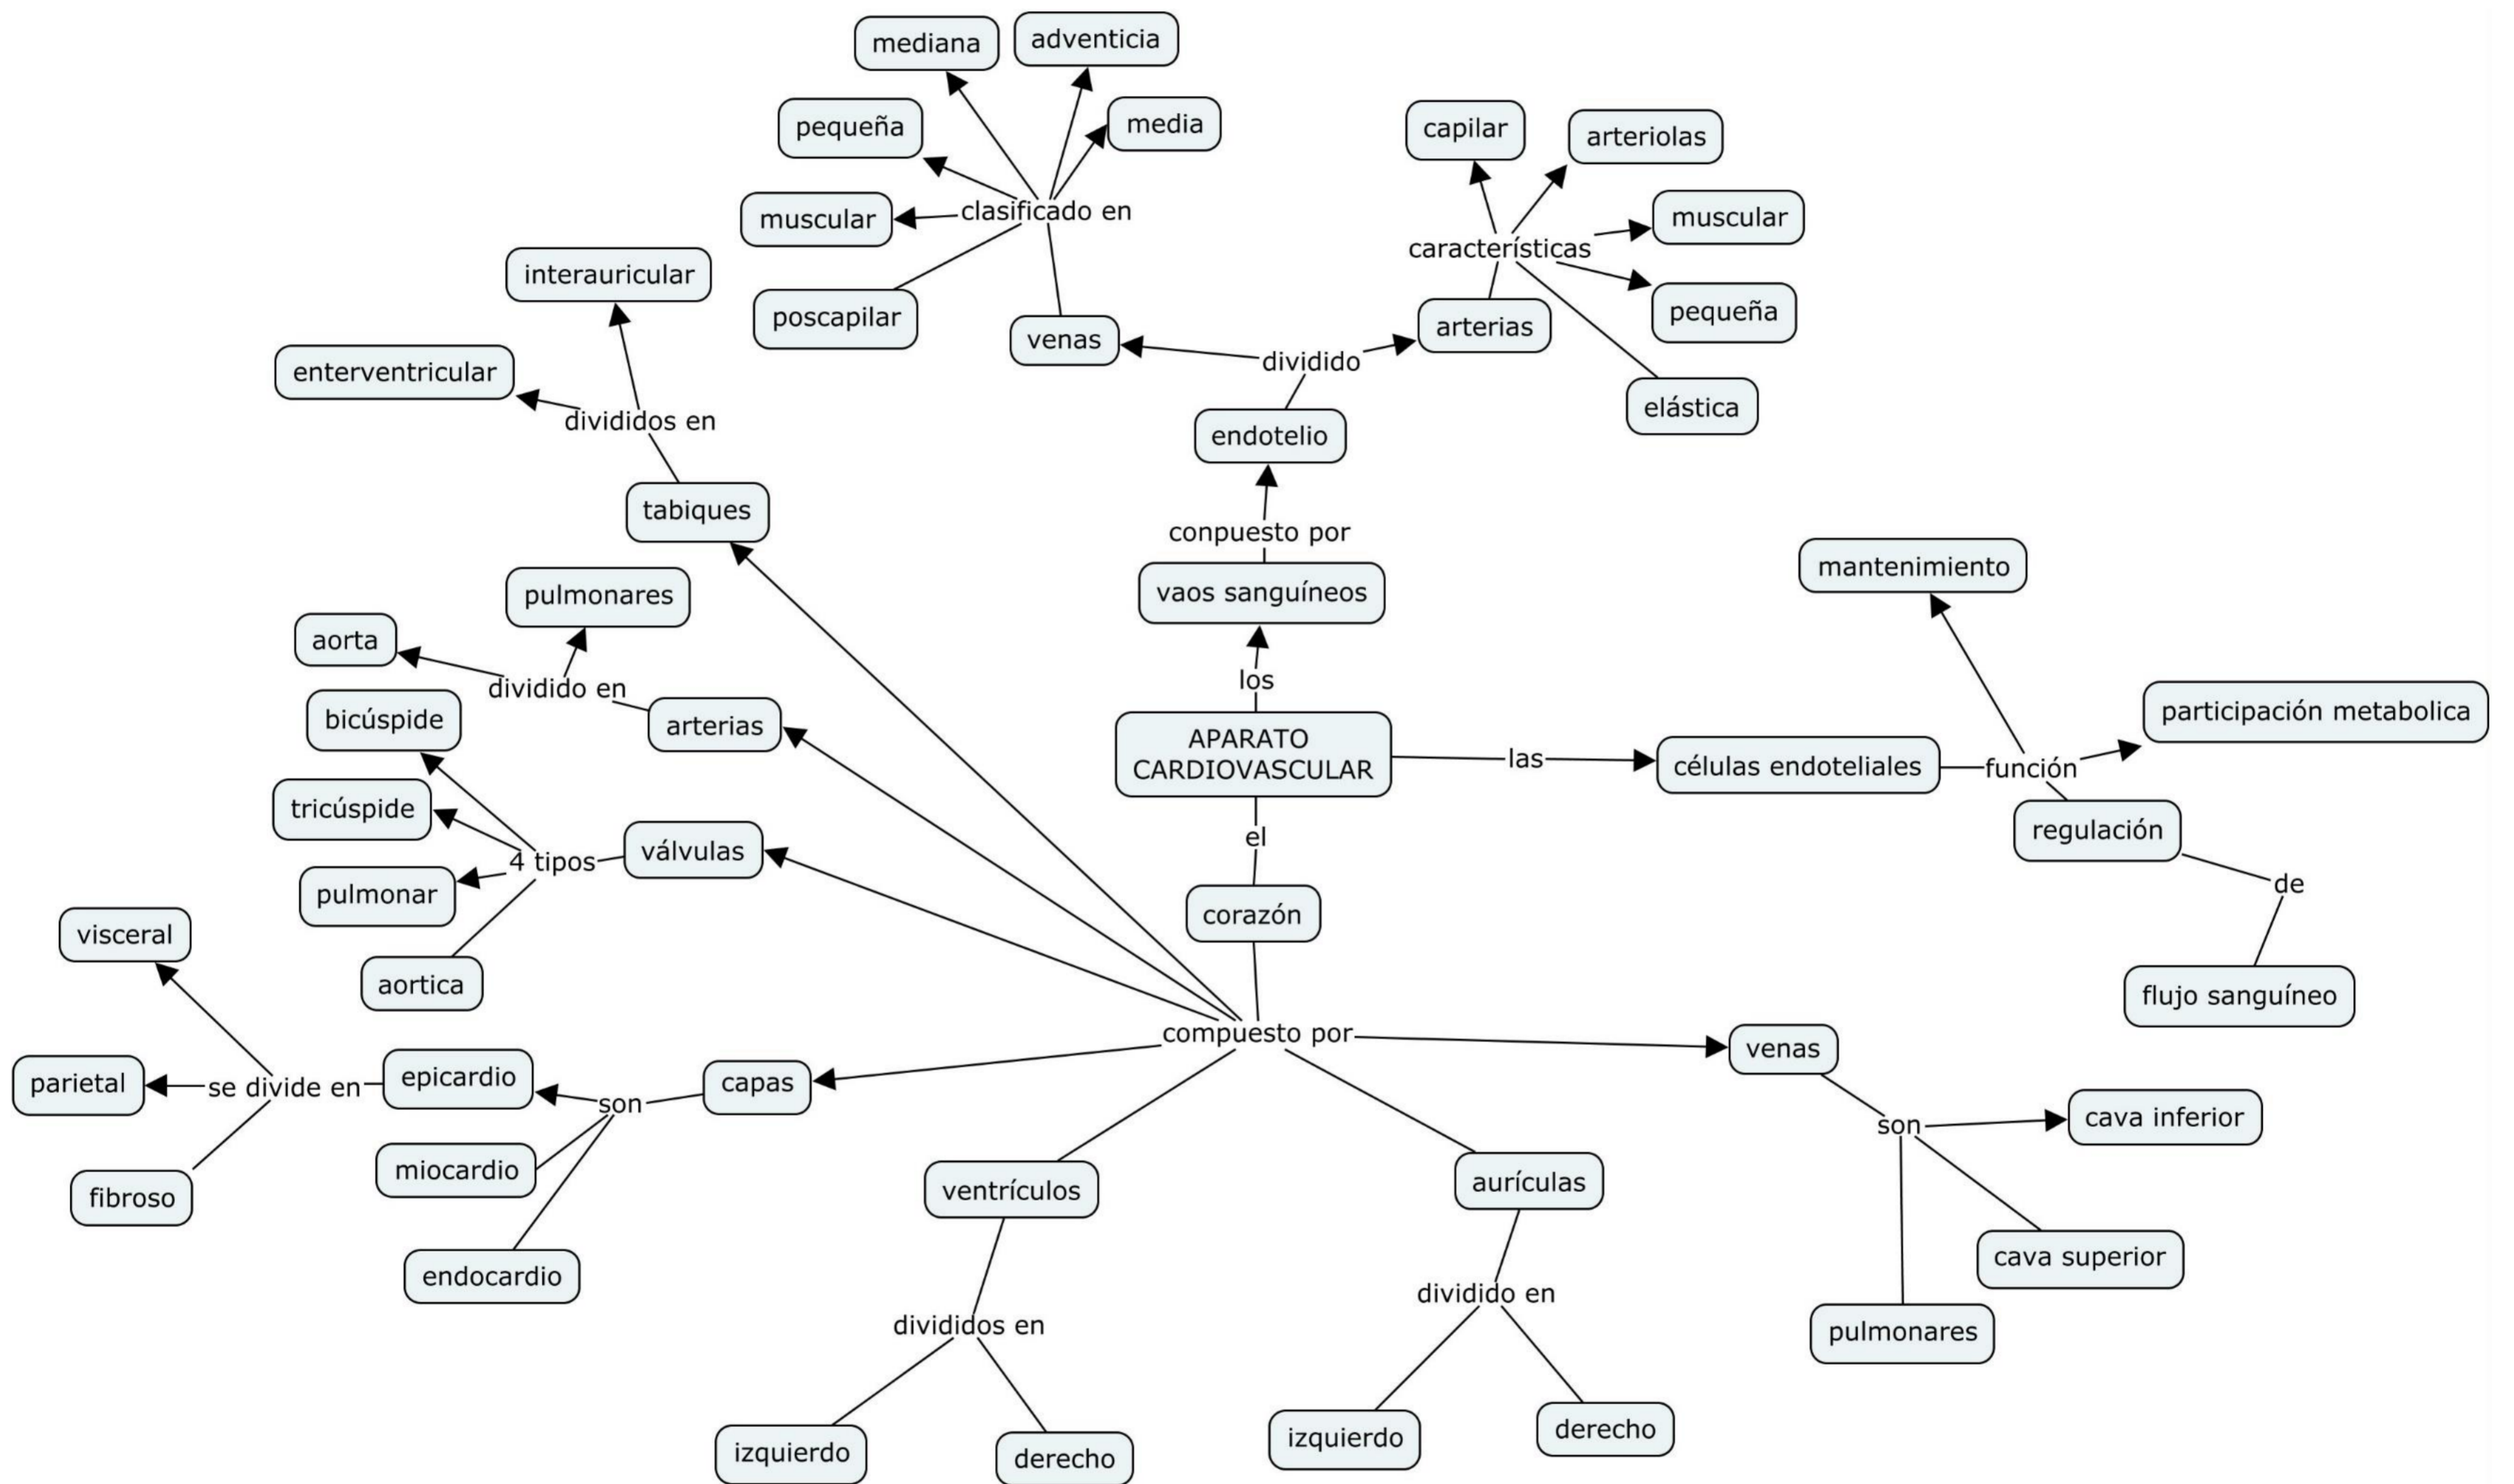 mediana
adventicia
pequeña
media
capilar
arteriolas
muscular
clasificado en
muscular
características
interauricular
poscapilar
venas
arterias
pequeña
dividido
enterventricular
elástica
divididos en
endotelio
tabiques
conpuesto por
pulmonares
vaos sanguíneos
mantenimiento
aorta
los
dividido en
bicúspide
arterias
APARATO
CARDIOVASCULAR
las
células endoteliales
función
participación metabolica
tricúspide
4 tipos
válvulas
el
regulación
pulmonar
corazón
de
visceral
aortica
flujo sanguíneo
compuesto por
venas
parietal
se divide en
epicardio
son
capas
son
cava inferior
fibroso
miocardio
ventrículos
aurículas
endocardio
cava superior
divididos en
dividido en
pulmonares
izquierdo
derecho
izquierdo
derecho